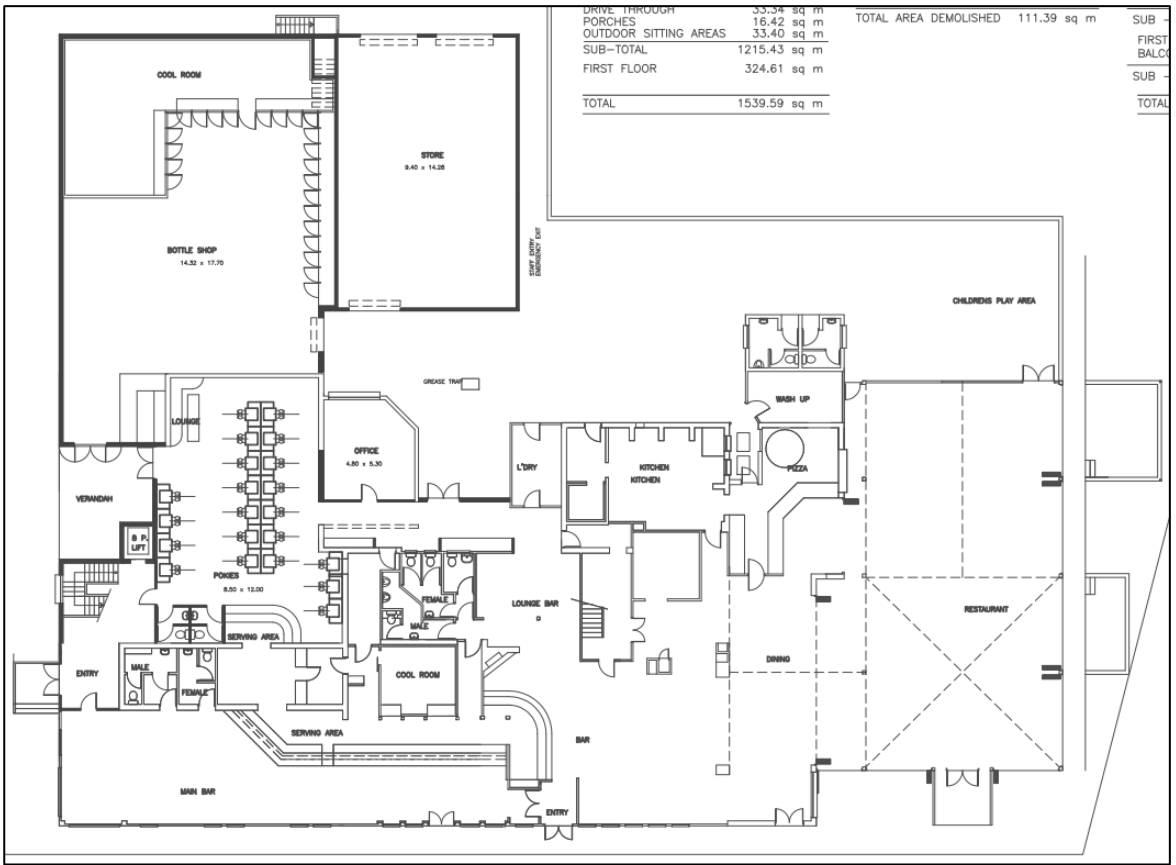 DRIVE THROUGH 33.34 sq m
PORCHES 16.42 sq m
OUTDOOR SITTING AREAS 33.40 sq m
SUB-TOTAL 1215.43 sq m
FIRST FLOOR 324.61 sq m
TOTAL 1539.59 sq m
TOTAL AREA DEMOLISHED 111.39 sq m
SUB -
FIRST
BALCO
SUB -
TOTAL
COOL ROOM
STORE
9.40 x 14.28
BOTTLE SHOP
14.32 x 17.70
STAFF ENTRY
EMERGENCY EXIT
CHILDRENS PLAY AREA
GREASE TRAP
WASH UP
LOUNGE
OFFICE
4.80 x 5.30
L'DRY
KITCHEN
KITCHEN
PIZZA
VERANDAH
LIFT
POKIES
8.50 x 12.00
FEMALE
MALE
LOUNGE BAR
RESTAURANT
SERVING AREA
DINING
ENTRY
MALE
FEMALE
COOL ROOM
SERVING AREA
BAR
MAIN BAR
ENTRY